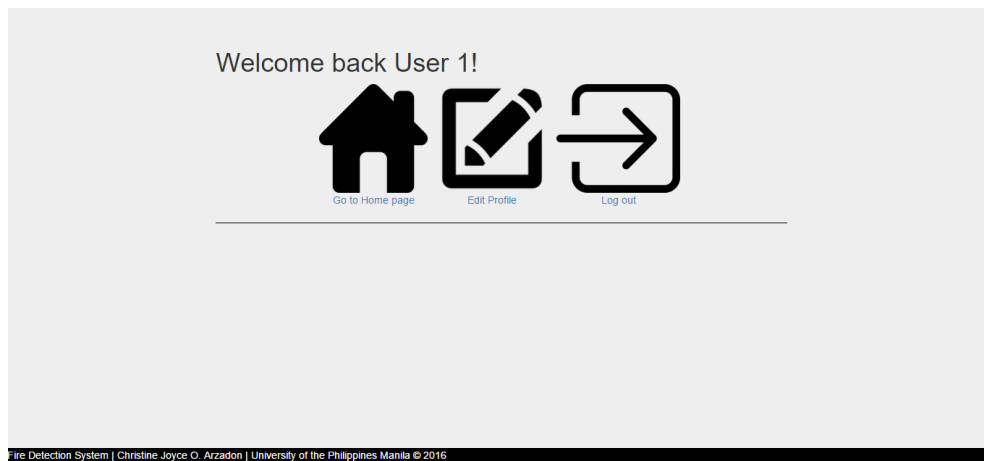 Welcome back User 1!
Go to Home page Edit Profile Log out
Fire Detection System | Christine Joyce O. Arzadon | University of the Philippines Manila © 2016